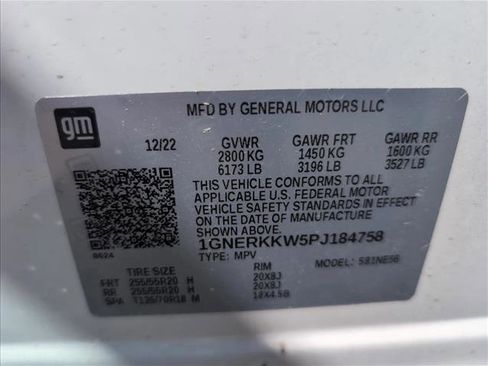 gm
MFD BY GENERAL MOTORS LLC
12/22 GVWR GAWR FRT GAWR RR
2800 KG 1450 KG 1600 KG
6173 LB 3196 LB 3527 LB
THIS VEHICLE CONFORMS TO ALL
APPLICABLE U.S. FEDERAL MOTOR
VEHICLE SAFETY STANDARDS IN EFFECT
ON THE DATE OF MANUFACTURE
1GNERKKW5PJ184758
TYPE: MPV MODEL:
TIRE SIZE RIM
FRT 255/55R20 H 20X8J
RR 255/55R20 H 20X8J
SPA T135/70R18 M 18X4.5B